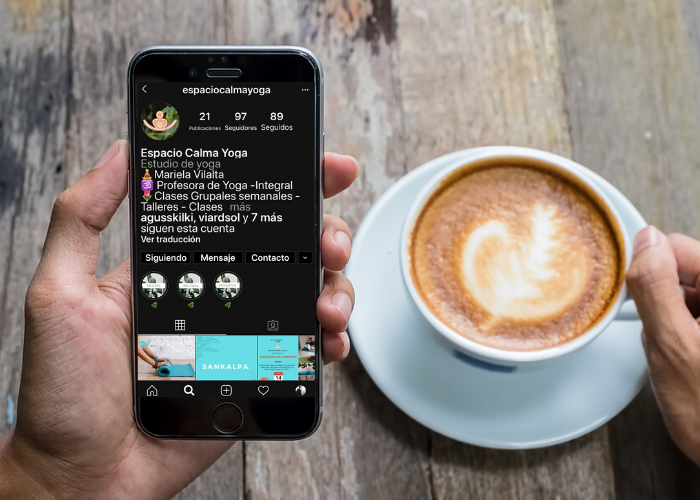 espaciocalmayoga
21 97 89
Publicaciones Seguidores Seguidos
Espacio Calma Yoga
Estudio de yoga
Mariela Vilalta
🕉 Profesora de Yoga -Integral
Clases Grupales semanales -
Talleres - Clases más
agusskilki, viardsol y 7 más
siguen esta cuenta
Ver traducción
Siguiendo Mensaje Contacto
SANKALPA.
14